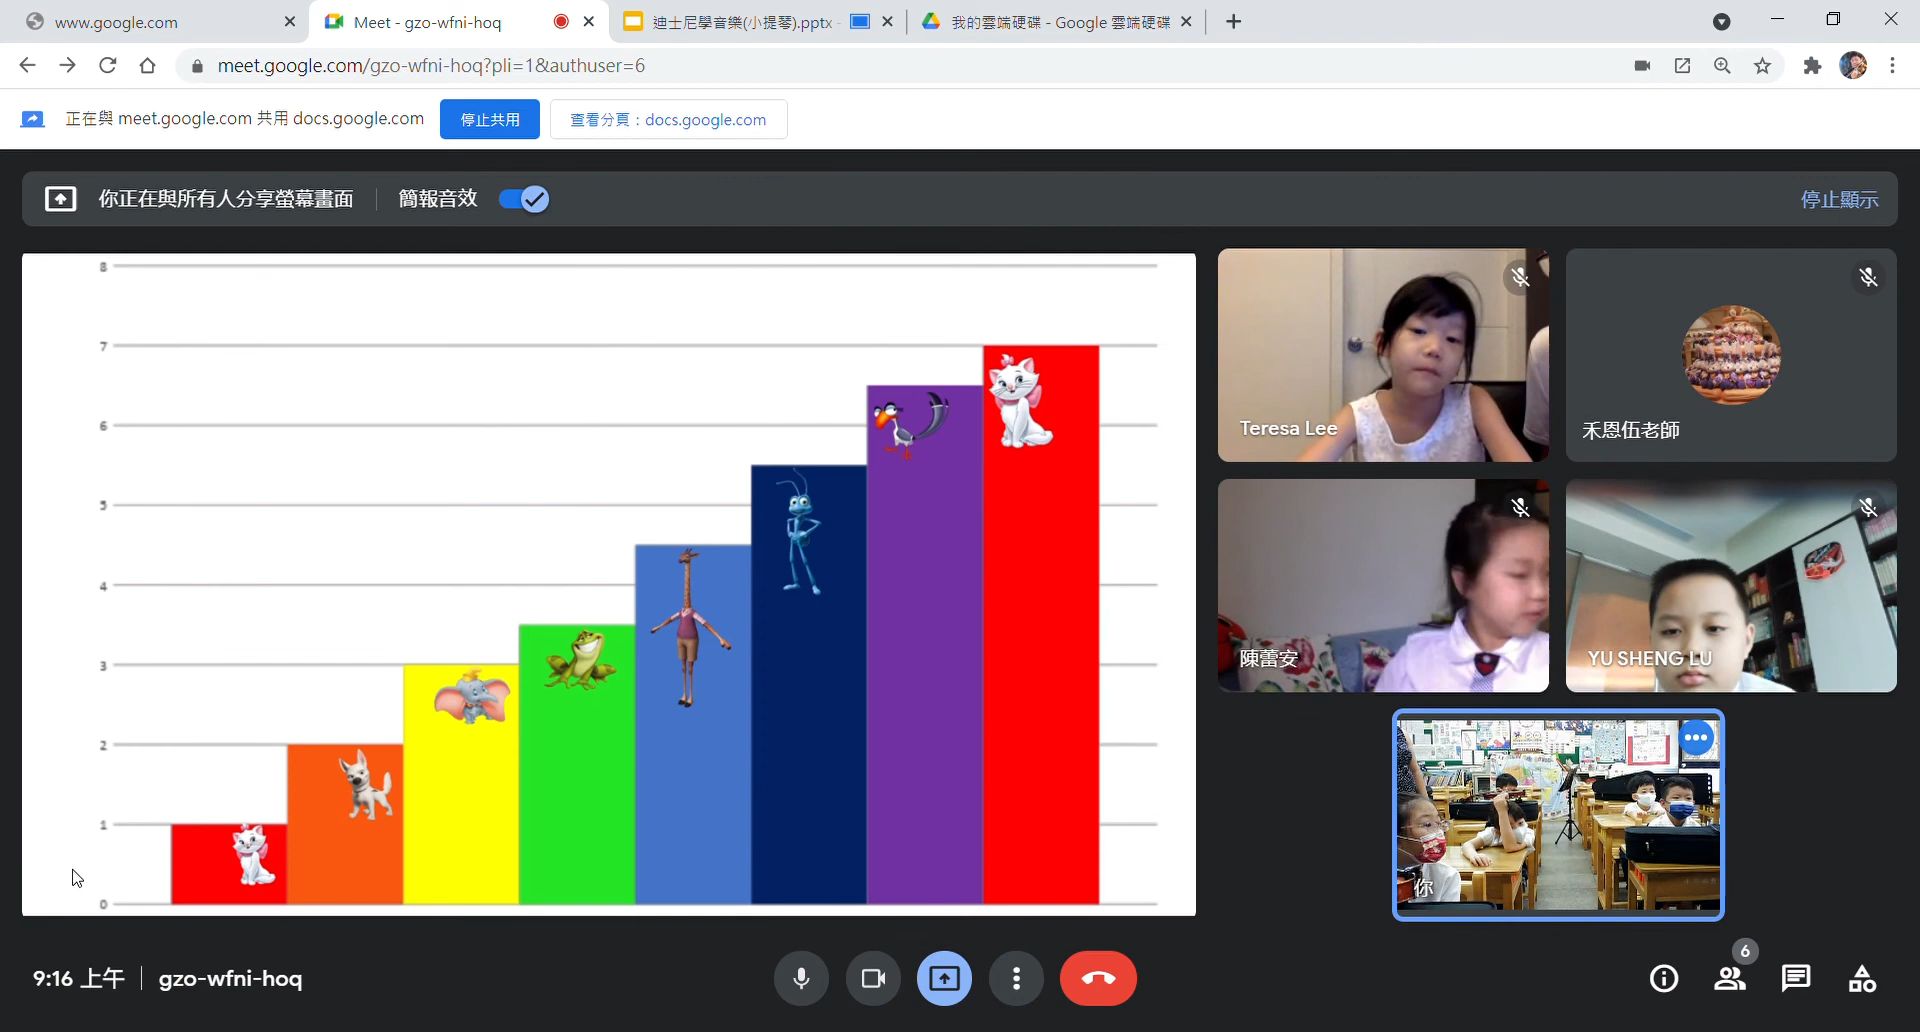 www.google.com
Meet - gzo-wfni-hoq
迪士尼學音樂(小提琴).pptx -
我的雲端硬碟 - Google 雲端硬碟
meet.google.com/gzo-wfni-hoq?pli=1&authuser=6
正在與 meet.google.com 共用 docs.google.com
停止共用
查看分頁：docs.google.com
你正在與所有人分享螢幕畫面
簡報音效
停止顯示
8
7
6
5
4
3
2
1
0
Teresa Lee
禾恩伍老師
陳蕾安
YU SHENG LU
你
9:16 上午
gzo-wfni-hoq
6